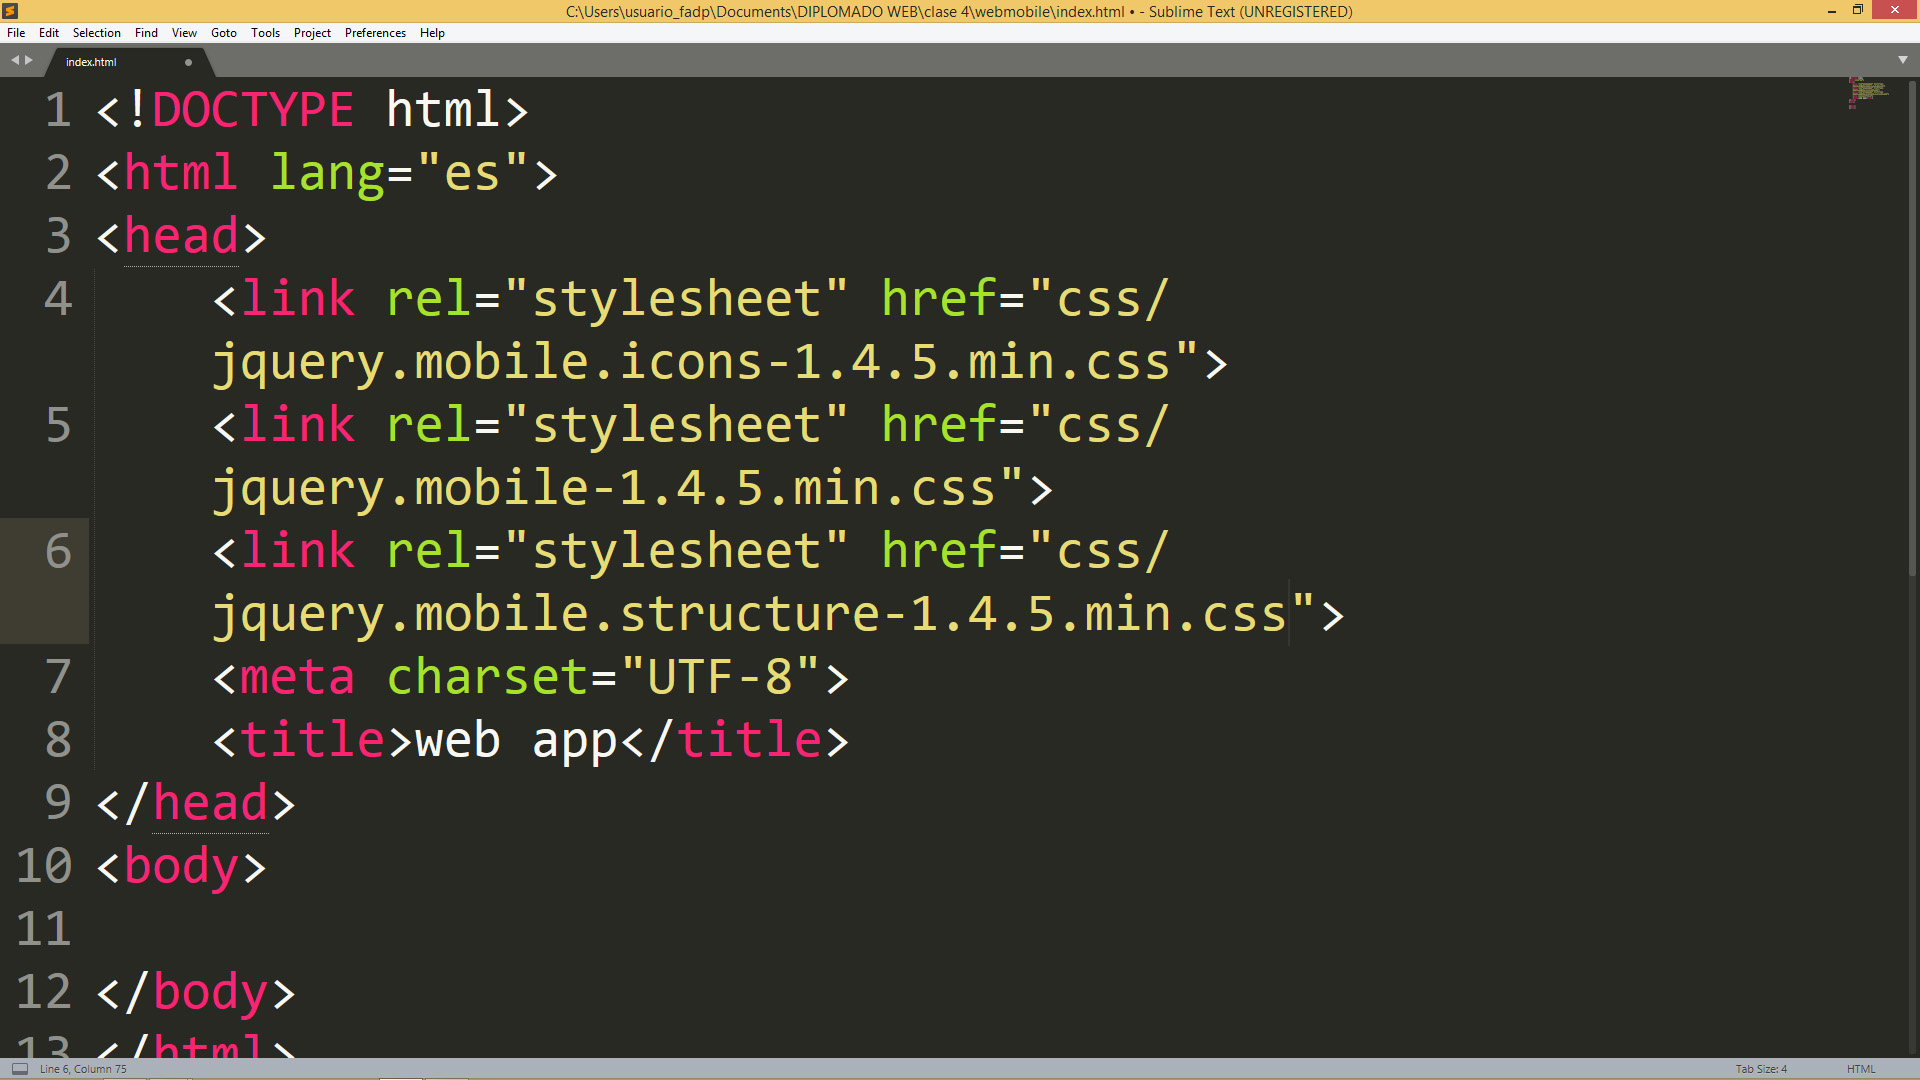 C:\Users\usuario_fadp\Documents\DIPLOMADO WEB\clase 4\webmobile\index.html • - Sublime Text (UNREGISTERED)
File Edit Selection Find View Goto Tools Project Preferences Help
index.html
1 <!DOCTYPE html>
2 <html lang="es">
3 <head>
4 <link rel="stylesheet" href="css/
jquery.mobile.icons-1.4.5.min.css">
5 <link rel="stylesheet" href="css/
jquery.mobile-1.4.5.min.css">
6 <link rel="stylesheet" href="css/
jquery.mobile.structure-1.4.5.min.css">
7 <meta charset="UTF-8">
8 <title>web app</title>
9 </head>
10 <body>
11
12 </body>
13 </html>
Line 6, Column 75 Tab Size: 4 HTML